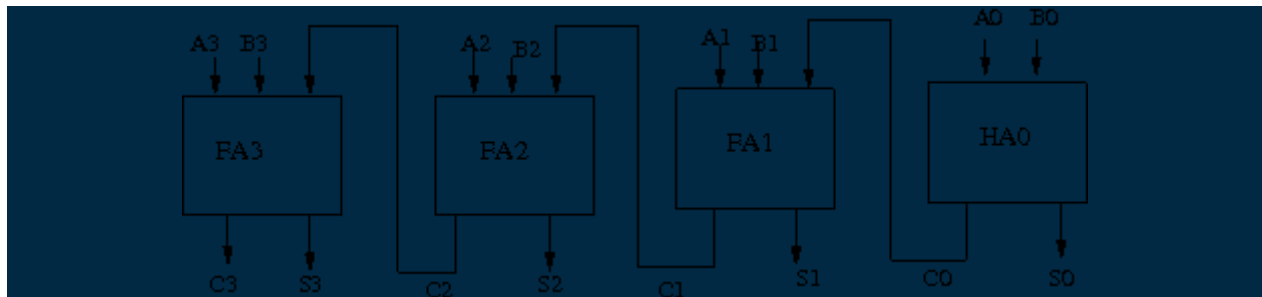 A3 B3 A2 B2 A1 B1 A0 B0
FA3 FA2 FA1 HA0
C3 S3 C2 S2 C1 S1 C0 S0